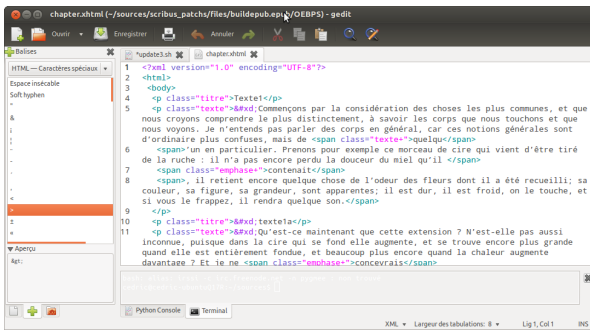 chapter.xhtml (~/sources/scribus_patchs/files/buildepub.epub/OEBPS) - gedit
Ouvrir Enregistrer Annuler
Balises
*update3.sh chapter.xhtml
HTML — Caractères spéciaux
Espace insécable
Soft hyphen
"
&
<
>
±
«
Aperçu
&gt;
1 <?xml version="1.0" encoding="UTF-8"?>
2 <html>
3 <body>
4 <p class="titre">Texte1</p>
5 <p class="texte">&#xd;Commençons par la considération des choses les plus communes, et que
nous croyons comprendre le plus distinctement, à savoir les corps que nous touchons et que
nous voyons. Je n'entends pas parler des corps en général, car ces notions générales sont
d'ordinaire plus confuses, mais de <span class="texte+">quelqu</span>
6 <span>'un en particulier. Prenons pour exemple ce morceau de cire qui vient d'être tiré
de la ruche : il n'a pas encore perdu la douceur du miel qu'il </span>
7 <span class="emphase+">contenait</span>
8 <span>, il retient encore quelque chose de l'odeur des fleurs dont il a été recueilli; sa
couleur, sa figure, sa grandeur, sont apparentes; il est dur, il est froid, on le touche, et
si vous le frappez, il rendra quelque son.</span>
9 </p>
10 <p class="titre">&#xd;texte1a</p>
11 <p class="texte">&#xd;Qu'est-ce maintenant que cette extension ? N'est-elle pas aussi
inconnue, puisque dans la cire qui se fond elle augmente, et se trouve encore plus grande
quand elle est entièrement fondue, et beaucoup plus encore quand la chaleur augmente
davantage ? Et je ne <span class="emphase+">concevrais</span>
Python Console Terminal
XML Largeur des tabulations: 8 Lig 1, Col 1 INS